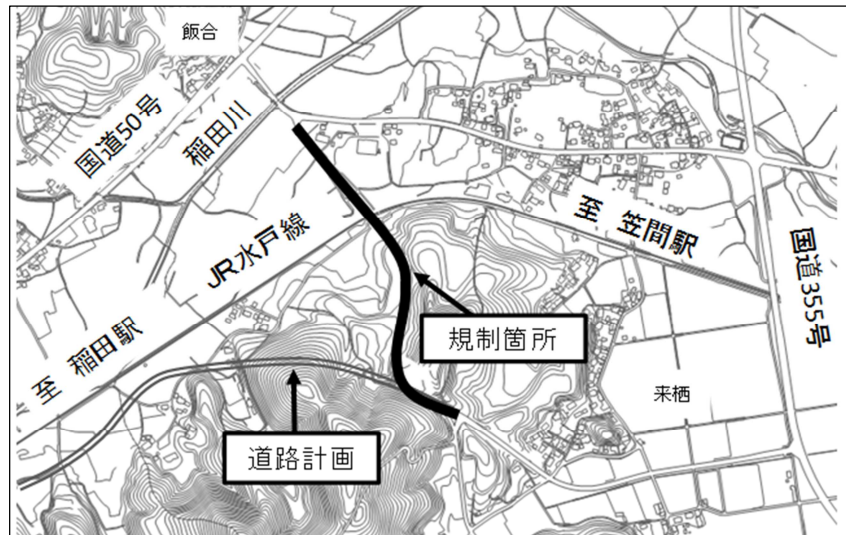 飯合
国道50号
稲田川
JR水戸線
至 笠間駅
国道355号
至 稲田駅
規制箇所
来栖
道路計画